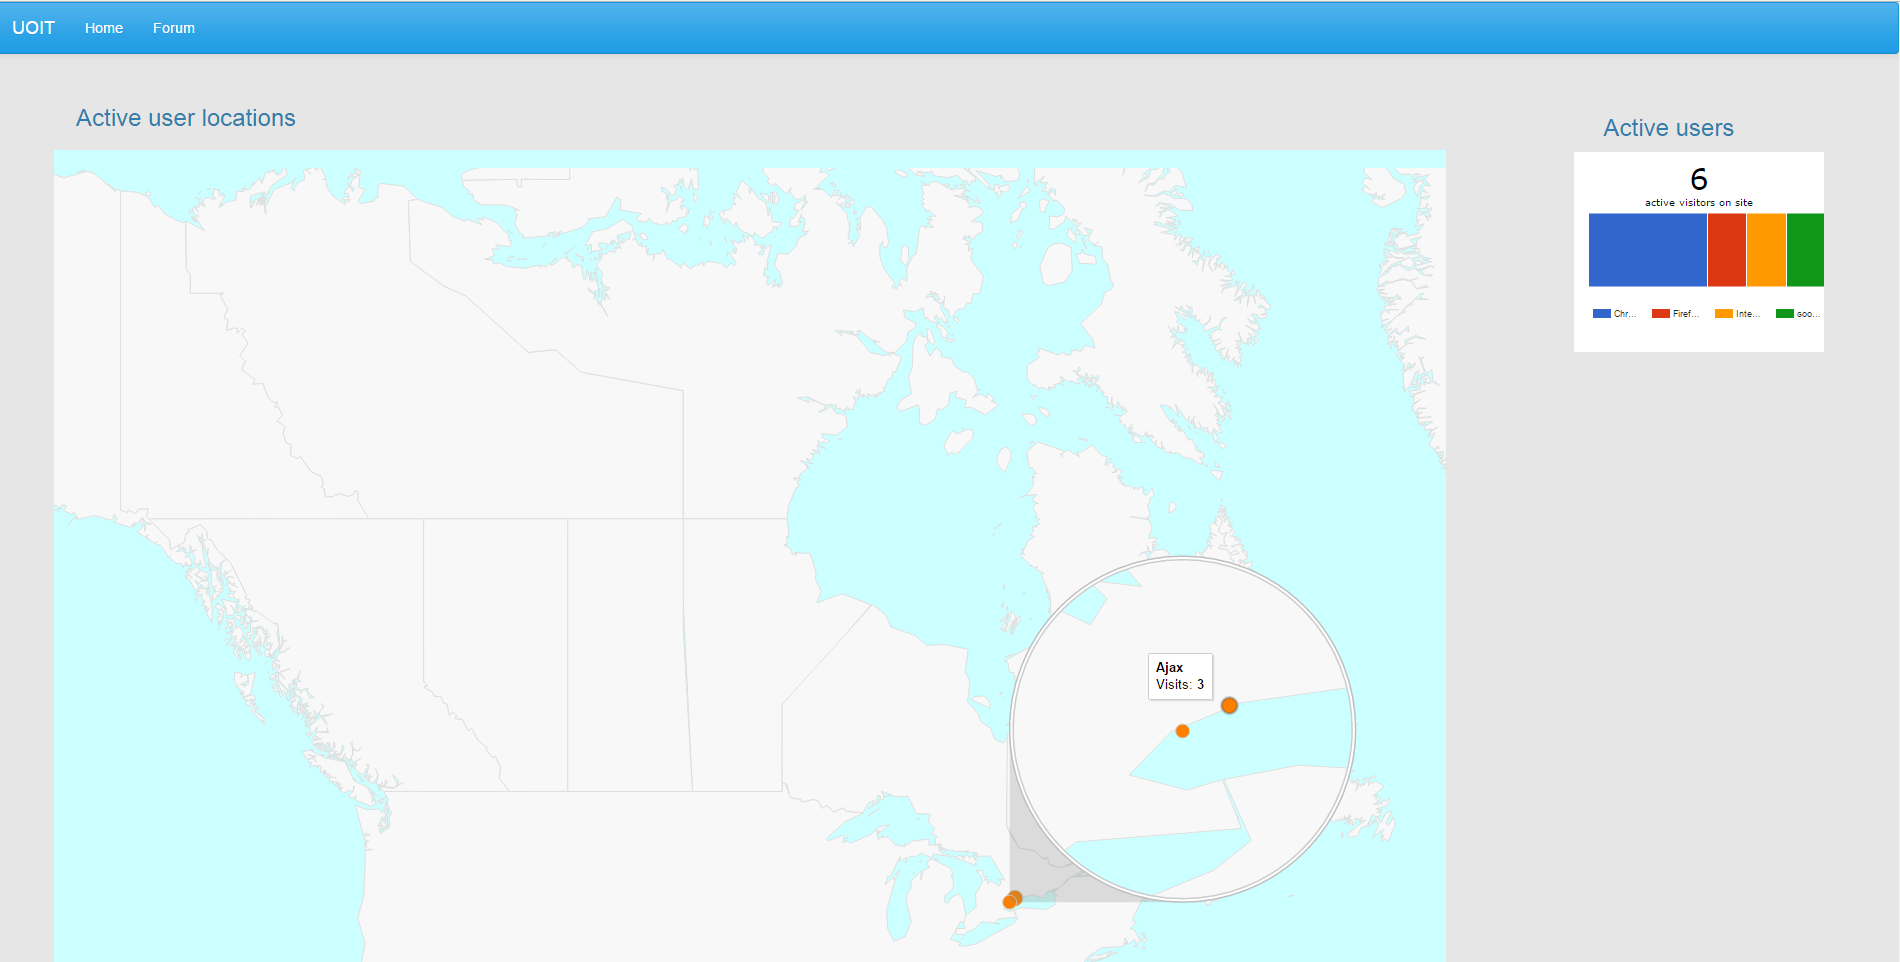 UOIT Home Forum
Active user locations
Active users
6
active visitors on site
Chr... Firef... Inte... Goo...
Ajax
Visits: 3